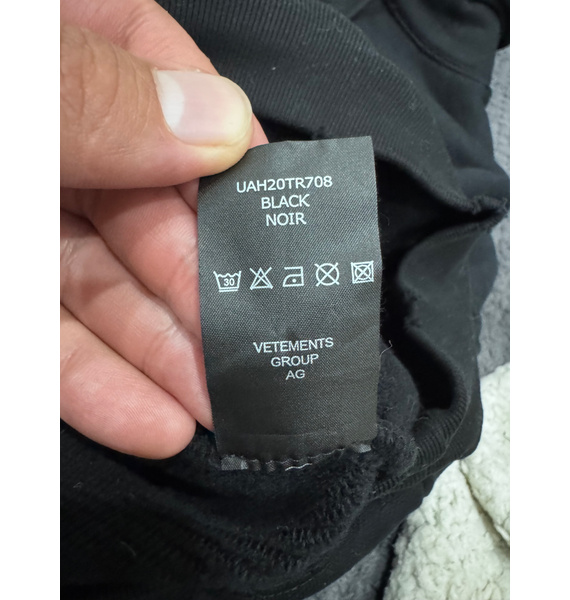 UAH20TR708
BLACK
NOIR
30
VETEMENTS
GROUP
AG